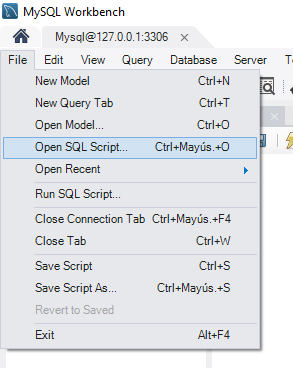 MySQL Workbench
Mysql@127.0.0.1:3306
File Edit View Query Database Server T
New Model Ctrl+N
New Query Tab Ctrl+T
Open Model... Ctrl+O
Open SQL Script... Ctrl+Mayús.+O
Open Recent
Run SQL Script...
Close Connection Tab Ctrl+Mayús.+F4
Close Tab Ctrl+W
Save Script Ctrl+S
Save Script As... Ctrl+Mayús.+S
Revert to Saved
Exit Alt+F4